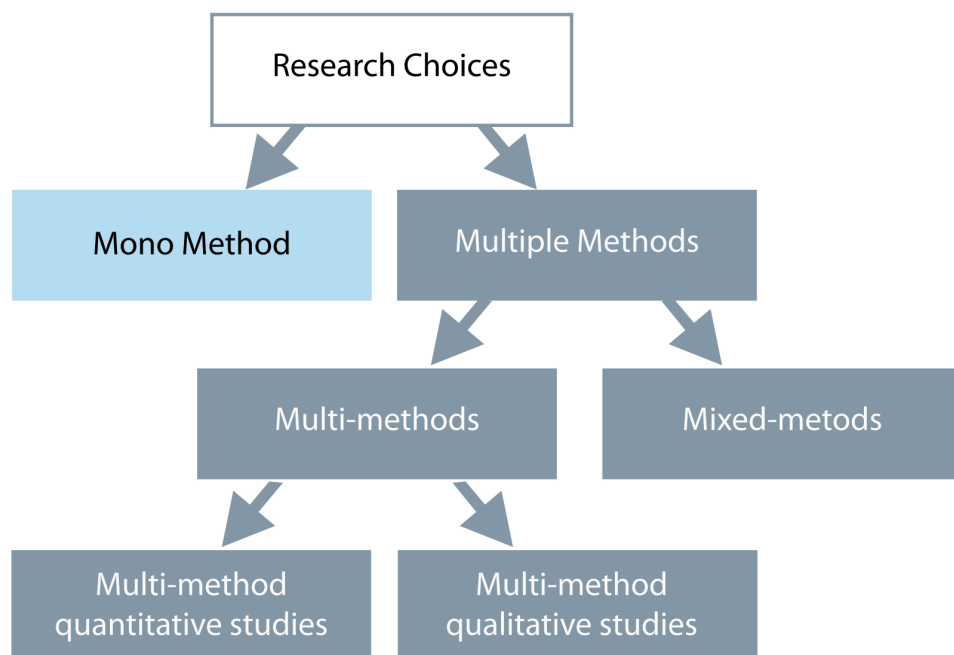 Research Choices
Mono Method
Multiple Methods
Multi-methods
Mixed-metods
Multi-method
quantitative studies
Multi-method
qualitative studies